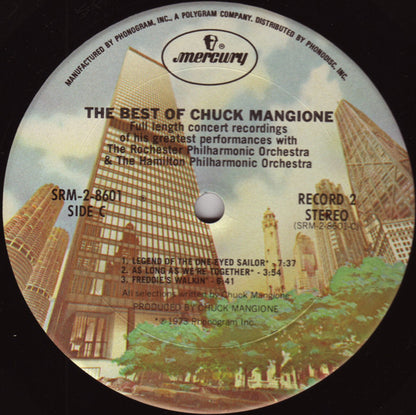 MANUFACTURED BY PHONOGRAM, INC., A POLYGRAM COMPANY. DISTRIBUTED BY PHONODISC, INC.
mercury
THE BEST OF CHUCK MANGIONE
Full length concert recordings
of his greatest performances with
The Rochester Philharmonic Orchestra
& The Hamilton Philharmonic Orchestra
SRM-2-8601
SIDE C
RECORD 2
STEREO
(SRM-2-8601-C)
1. LEGEND OF THE ONE-EYED SAILOR* - 7:37
2. AS LONG AS WE'RE TOGETHER* - 3:54
3. FREDDIE'S WALKIN' - 6:41
All selections written by Chuck Mangione
PRODUCED BY CHUCK MANGIONE
* ℗ 1973 Phonogram Inc.